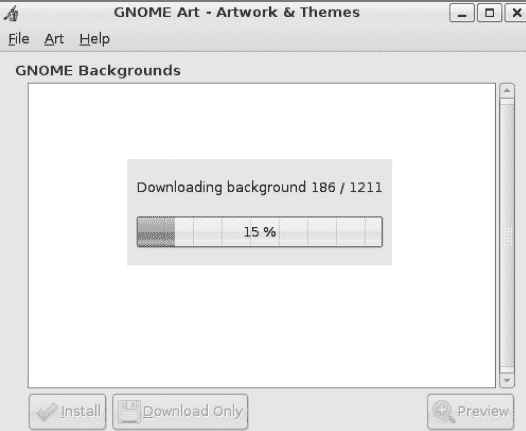 GNOME Art - Artwork & Themes
File Art Help
GNOME Backgrounds
Downloading background 186 / 1211
15 %
Install Download Only Preview